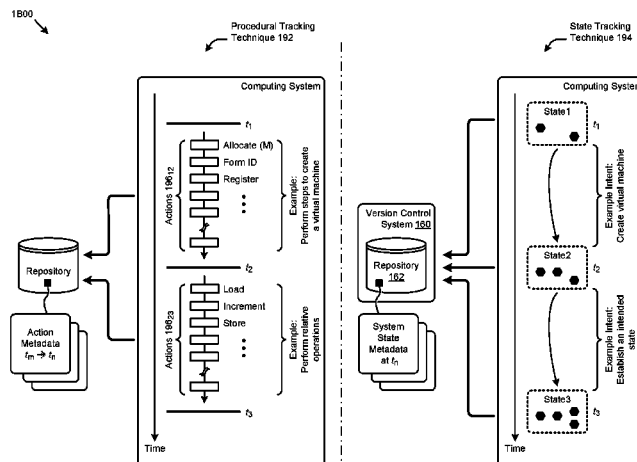 1B00
Procedural Tracking
Technique 192
Computing System
t1
Allocate (M)
Form ID
Register
Actions 19612
Example:
Perform steps to create
a virtual machine
t2
Load
Increment
Store
Actions 19623
Example:
Perform relative
operations
t3
Time
Repository
Action
Metadata
tm → tn
State Tracking
Technique 194
Computing System
State1
t1
Example Intent:
Create virtual machine
State2
t2
Example Intent:
Establish an intended
state
State3
t3
Time
Version Control
System 160
Repository
162
System
State
Metadata
at tn